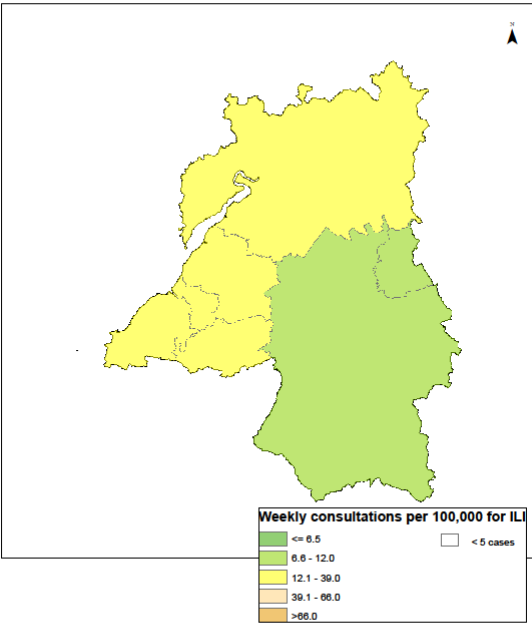 N
Weekly consultations per 100,000 for ILI
<= 6.5
< 5 cases
6.6 - 12.0
12.1 - 39.0
39.1 - 66.0
>66.0